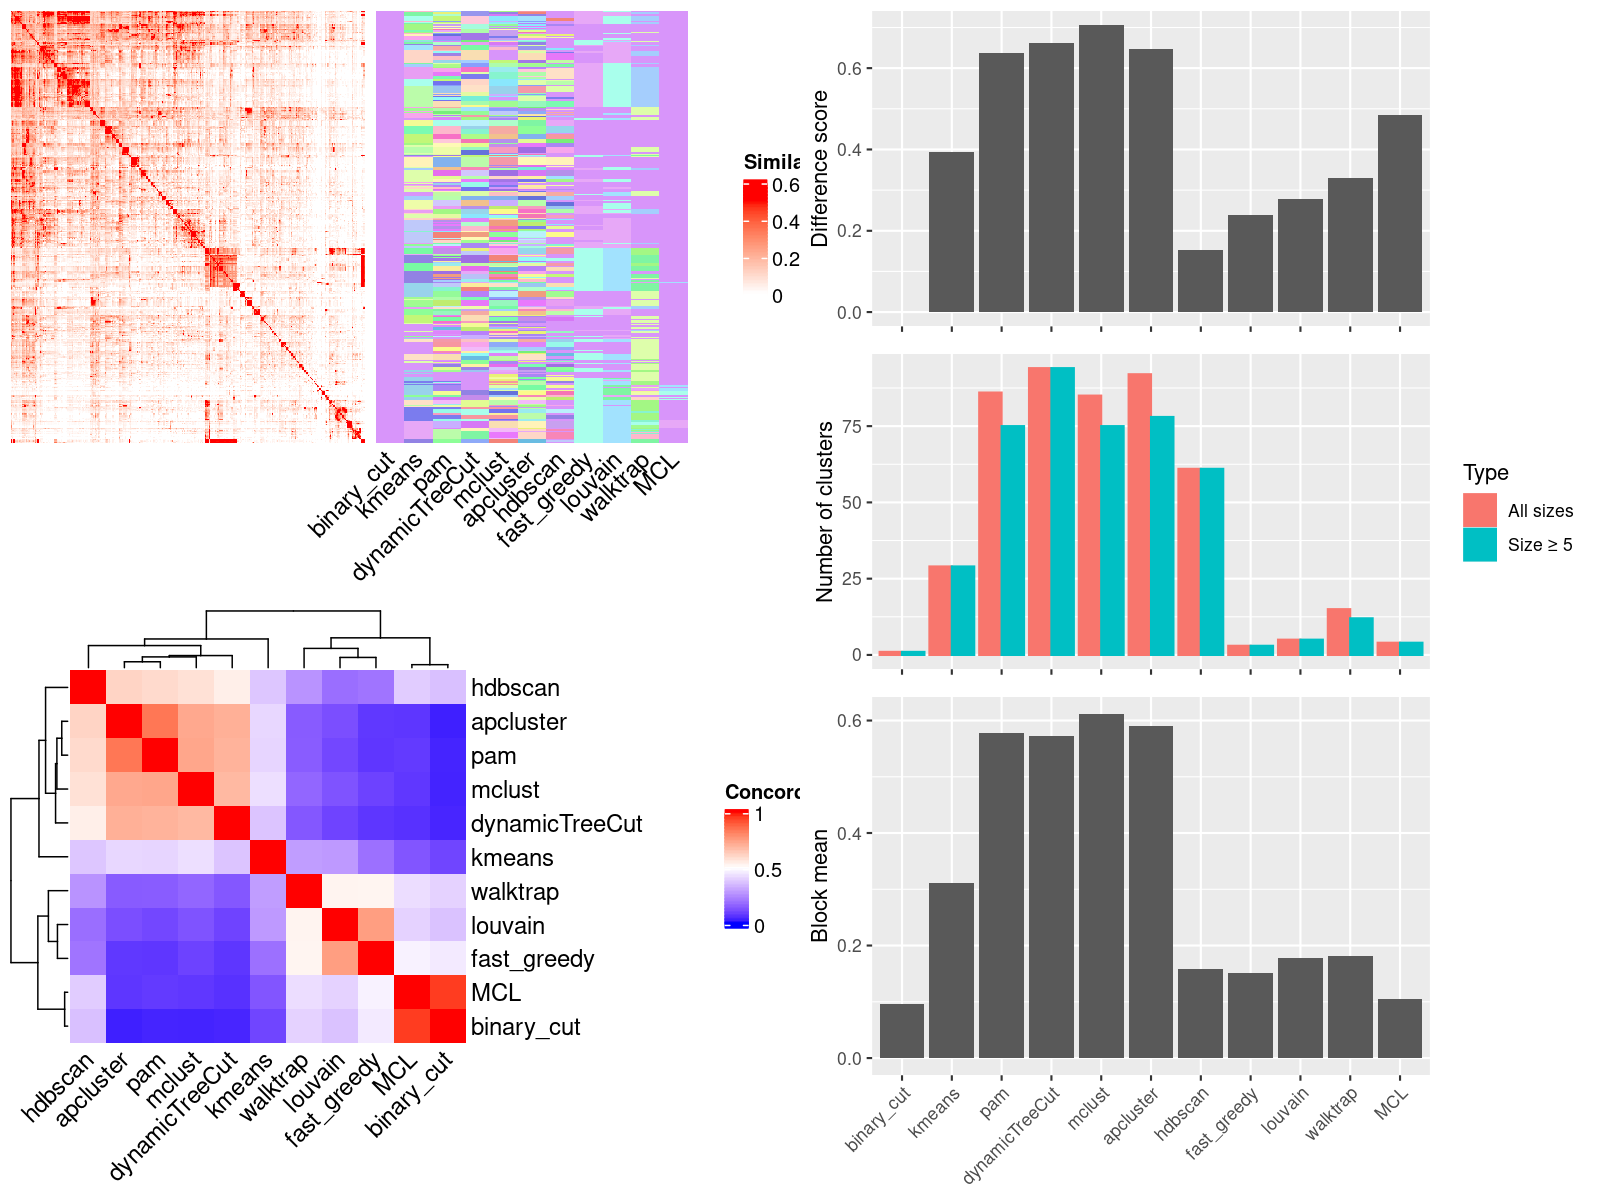 Simila
0.6
0.4
0.2
0
binary_cut
kmeans
pam
dynamicTreeCut
mclust
apcluster
hdbscan
fast_greedy
louvain
walktrap
MCL
hdbscan
apcluster
pam
mclust
dynamicTreeCut
kmeans
walktrap
louvain
fast_greedy
MCL
binary_cut
Concord
1
0.5
0
hdbscan
apcluster
pam
mclust
dynamicTreeCut
kmeans
walktrap
louvain
fast_greedy
MCL
binary_cut
Difference score
0.6
0.4
0.2
0.0
Number of clusters
75
50
25
0
Type
All sizes
Size ≥ 5
Block mean
0.6
0.4
0.2
0.0
binary_cut
kmeans
pam
dynamicTreeCut
mclust
apcluster
hdbscan
fast_greedy
louvain
walktrap
MCL